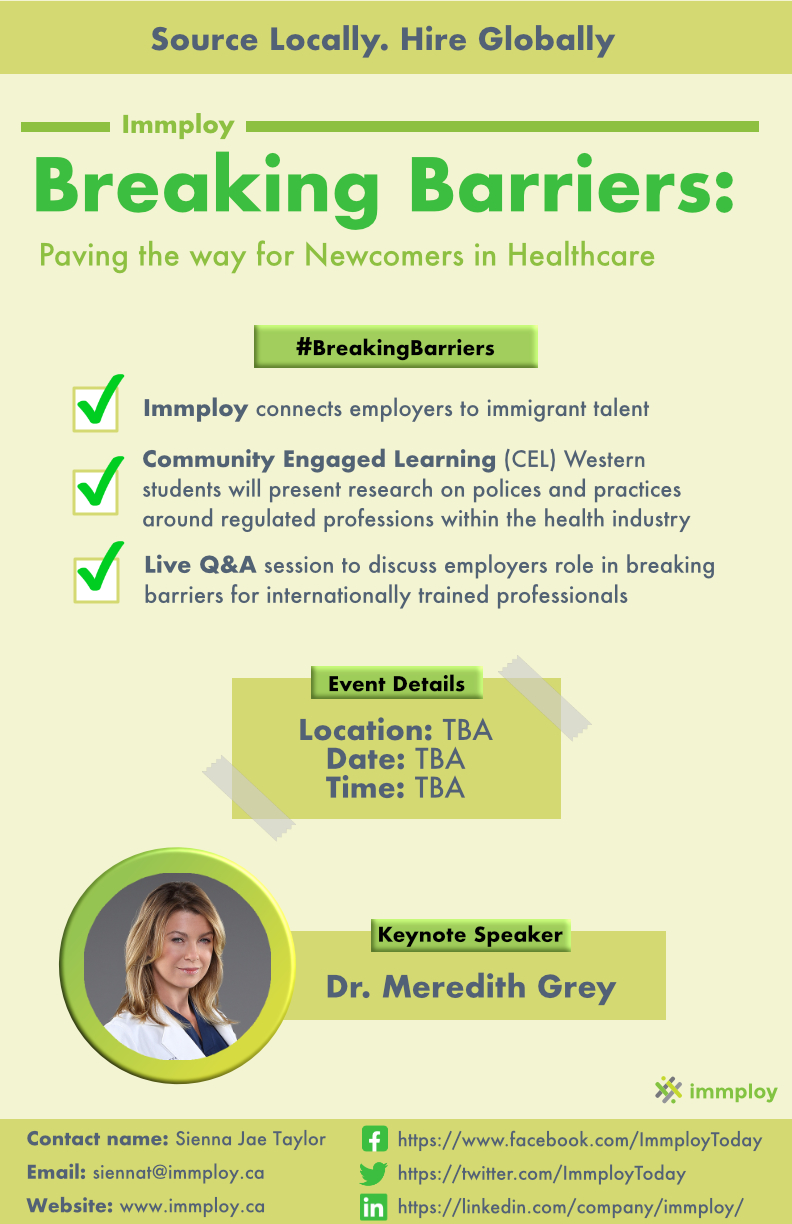 Source Locally. Hire Globally
Immploy
Breaking Barriers:
Paving the way for Newcomers in Healthcare
#BreakingBarriers
Immploy connects employers to immigrant talent
Community Engaged Learning (CEL) Western
students will present research on polices and practices
around regulated professions within the health industry
Live Q&A session to discuss employers role in breaking
barriers for internationally trained professionals
Event Details
Location: TBA
Date: TBA
Time: TBA
Keynote Speaker
Dr. Meredith Grey
immploy
Contact name: Sienna Jae Taylor
Email: siennat@immploy.ca
Website: www.immploy.ca
https://www.facebook.com/ImmployToday
https://twitter.com/ImmployToday
in https://linkedin.com/company/immploy/